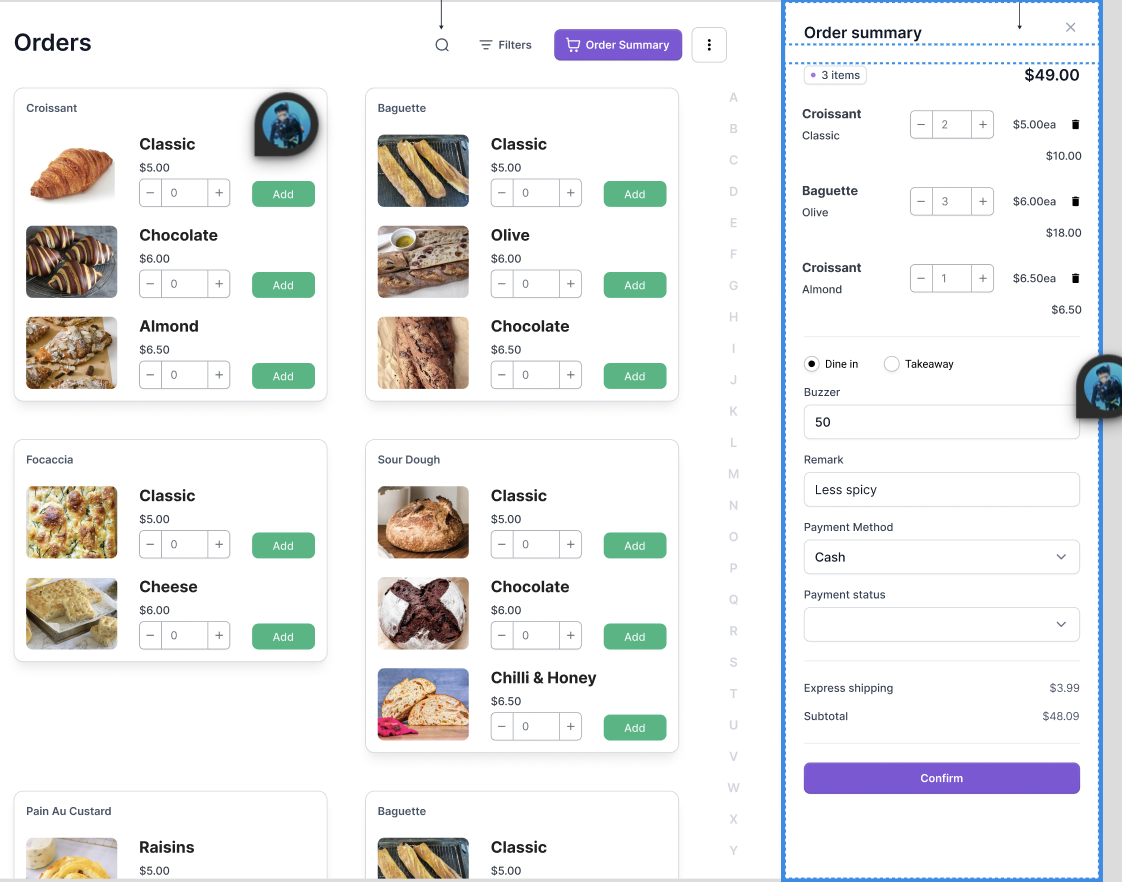 Orders
Filters
Order Summary
Croissant
Classic
$5.00
0
Add
Chocolate
$6.00
0
Add
Almond
$6.50
0
Add
Baguette
Classic
$5.00
0
Add
Olive
$6.00
0
Add
Chocolate
$6.50
0
Add
Focaccia
Classic
$5.00
0
Add
Cheese
$6.00
0
Add
Sour Dough
Classic
$5.00
0
Add
Chocolate
$6.00
0
Add
Chilli & Honey
$6.50
0
Add
Pain Au Custard
Raisins
$5.00
Baguette
Classic
$5.00
A
B
C
D
E
F
G
H
I
J
K
L
M
N
O
P
Q
R
S
T
U
V
W
X
Y
Order summary
3 items $49.00
Croissant
Classic
2
$5.00ea
$10.00
Baguette
Olive
3
$6.00ea
$18.00
Croissant
Almond
1
$6.50ea
$6.50
Dine in Takeaway
Buzzer
50
Remark
Less spicy
Payment Method
Cash
Payment status
Express shipping $3.99
Subtotal $48.09
Confirm